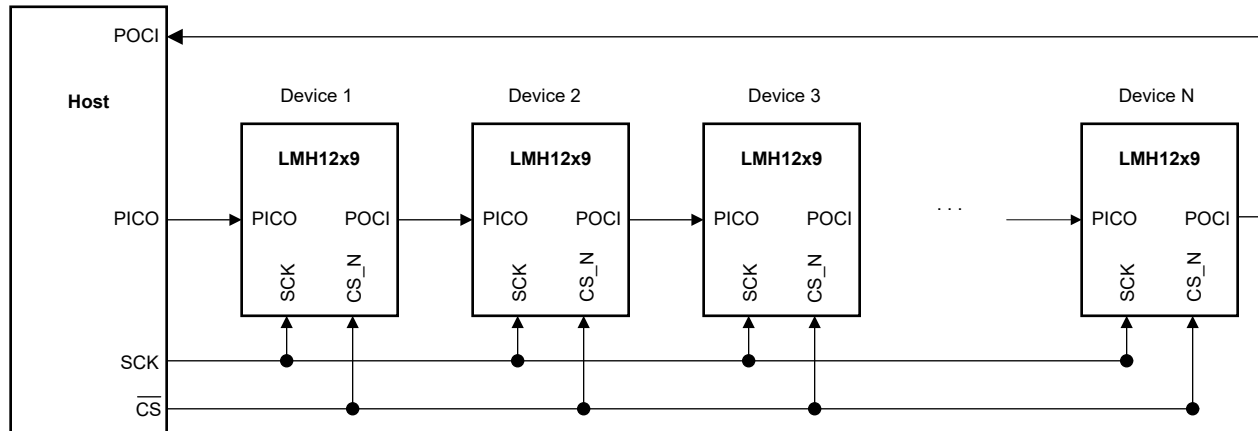 POCI
Host
Device 1 Device 2 Device 3 Device N
LMH12x9 LMH12x9 LMH12x9 LMH12x9
PICO PICO POCI PICO POCI PICO POCI . . . PICO POCI
SCK CS_N SCK CS_N SCK CS_N SCK CS_N
SCK
CS